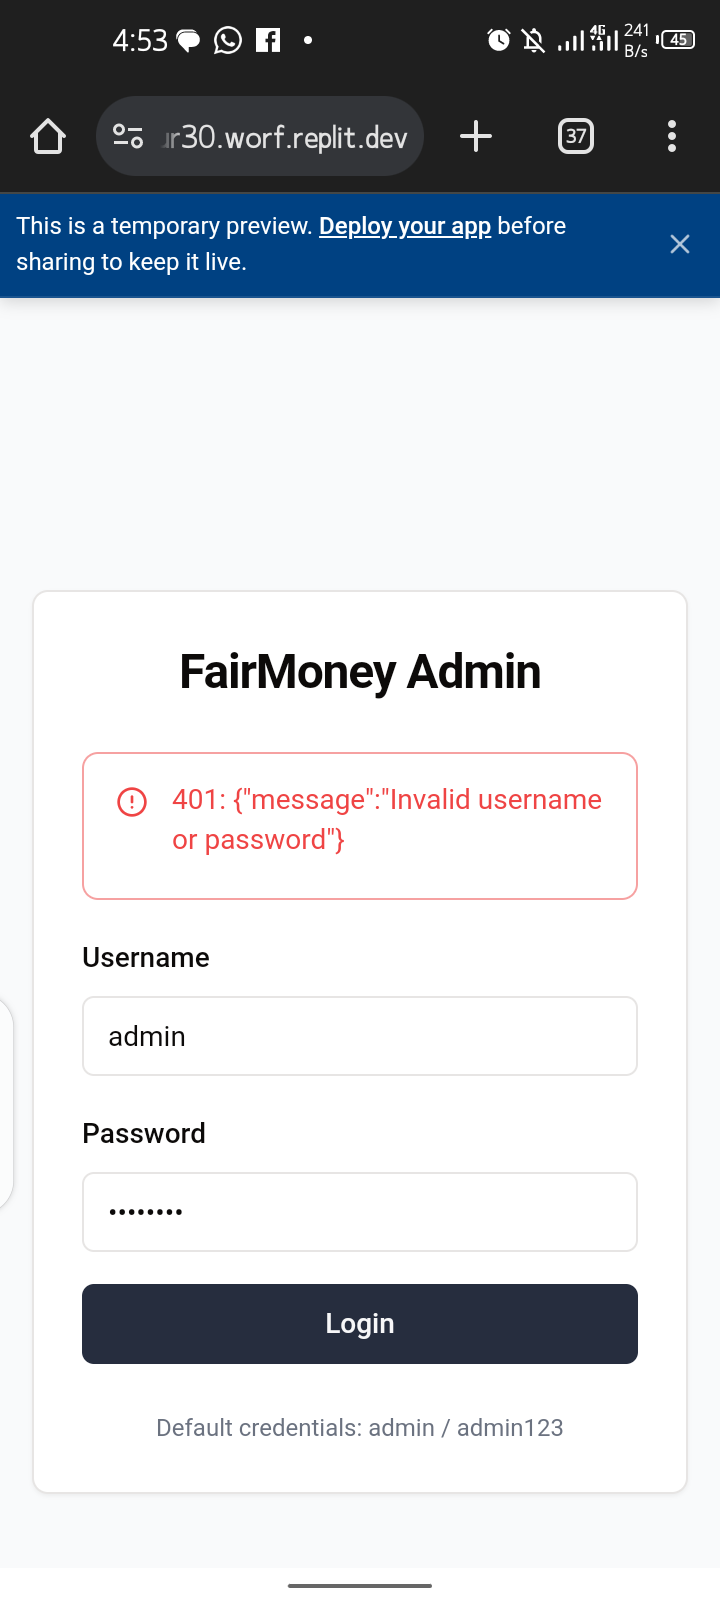 4:53
4G
241
B/s
45
r30.worf.replit.dev
37
This is a temporary preview. Deploy your app before
sharing to keep it live.
FairMoney Admin
401: {"message":"Invalid username
or password"}
Username
admin
Password
••••••••
Login
Default credentials: admin / admin123